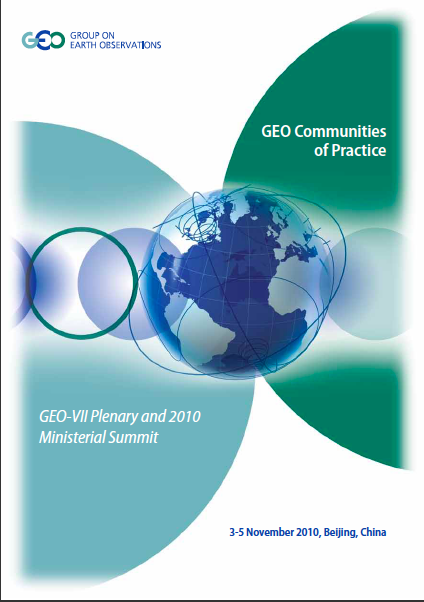 GEO GROUP ON
EARTH OBSERVATIONS
GEO Communities
of Practice
GEO-VII Plenary and 2010
Ministerial Summit
3-5 November 2010, Beijing, China